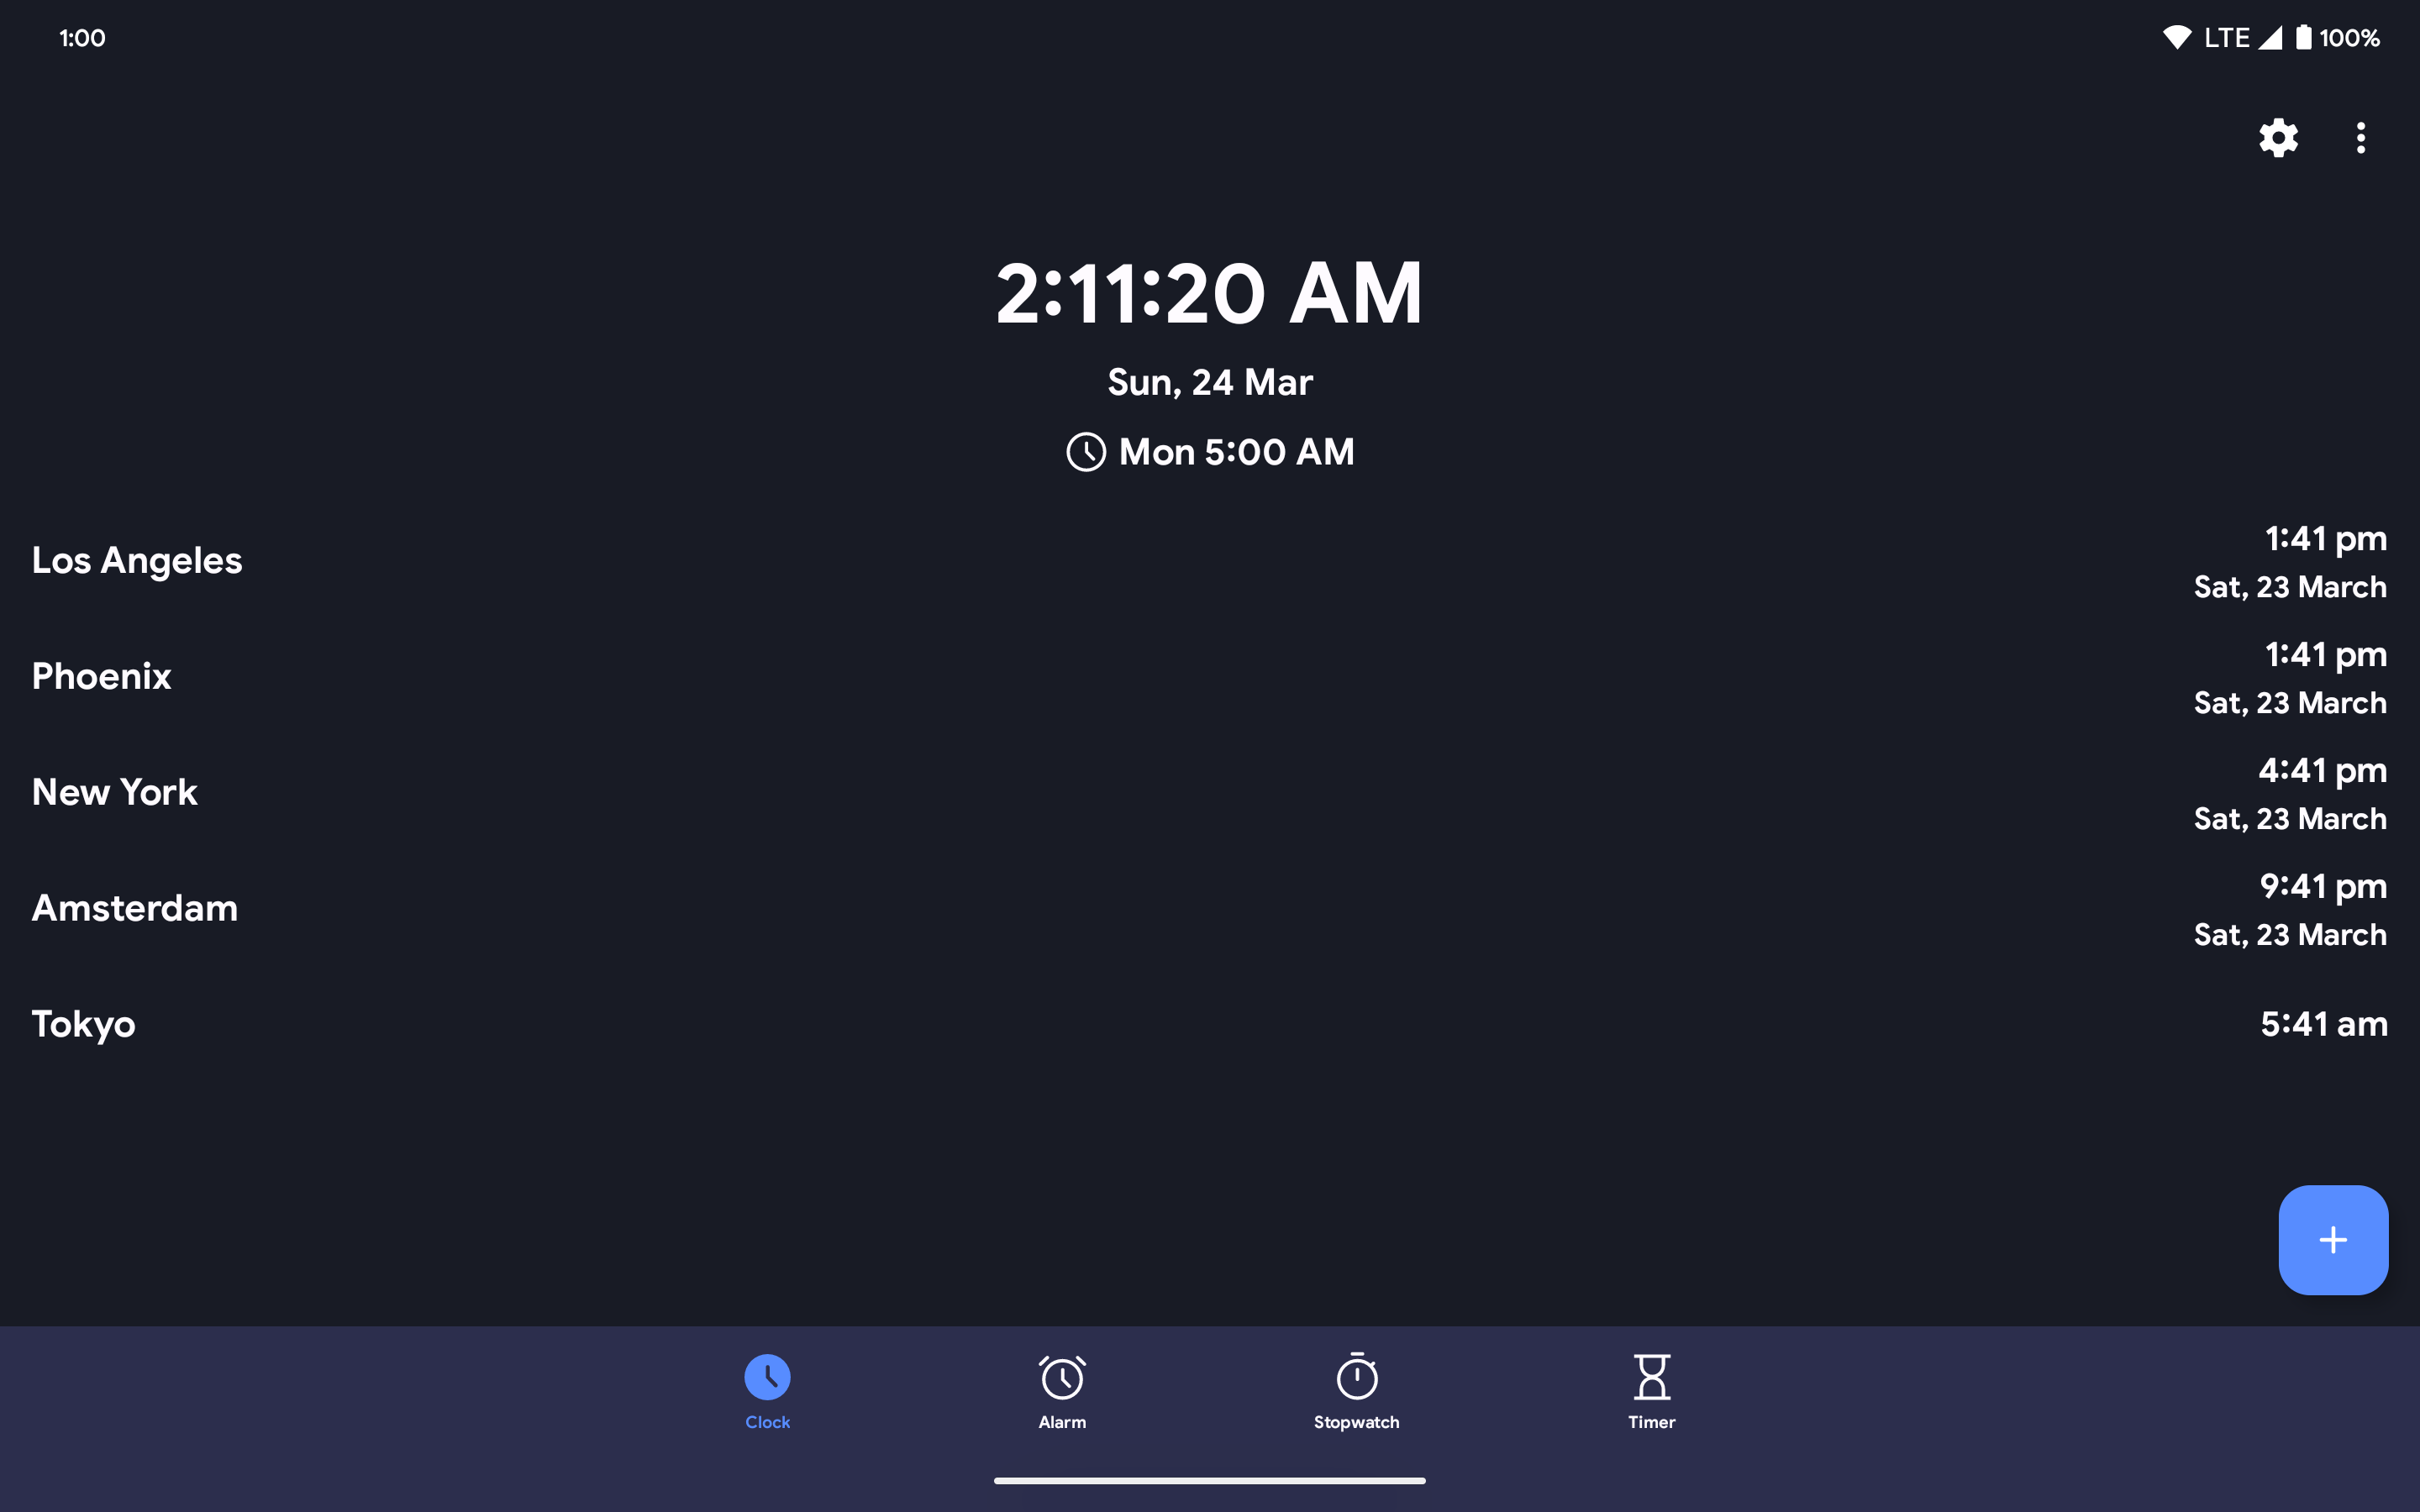 1:00
LTE 100%
2:11:20 AM
Sun, 24 Mar
Mon 5:00 AM
Los Angeles
1:41 pm
Sat, 23 March
Phoenix
1:41 pm
Sat, 23 March
New York
4:41 pm
Sat, 23 March
Amsterdam
9:41 pm
Sat, 23 March
Tokyo
5:41 am
Clock
Alarm
Stopwatch
Timer